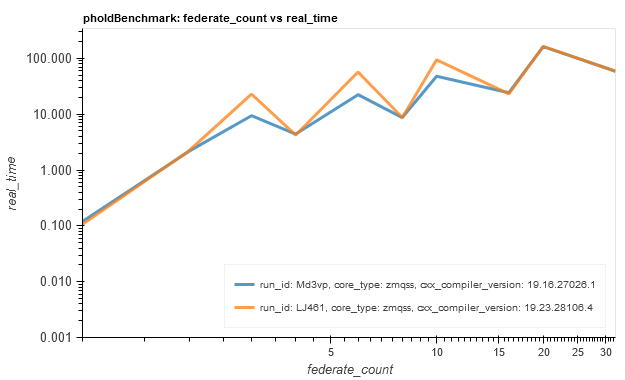 pholdBenchmark: federate_count vs real_time
100.000
10.000
1.000
0.100
0.010
0.001
real_time
run_id: Md3vp, core_type: zmqss, cxx_compiler_version: 19.16.27026.1
run_id: LJ461, core_type: zmqss, cxx_compiler_version: 19.23.28106.4
5 10 15 20 25 30
federate_count